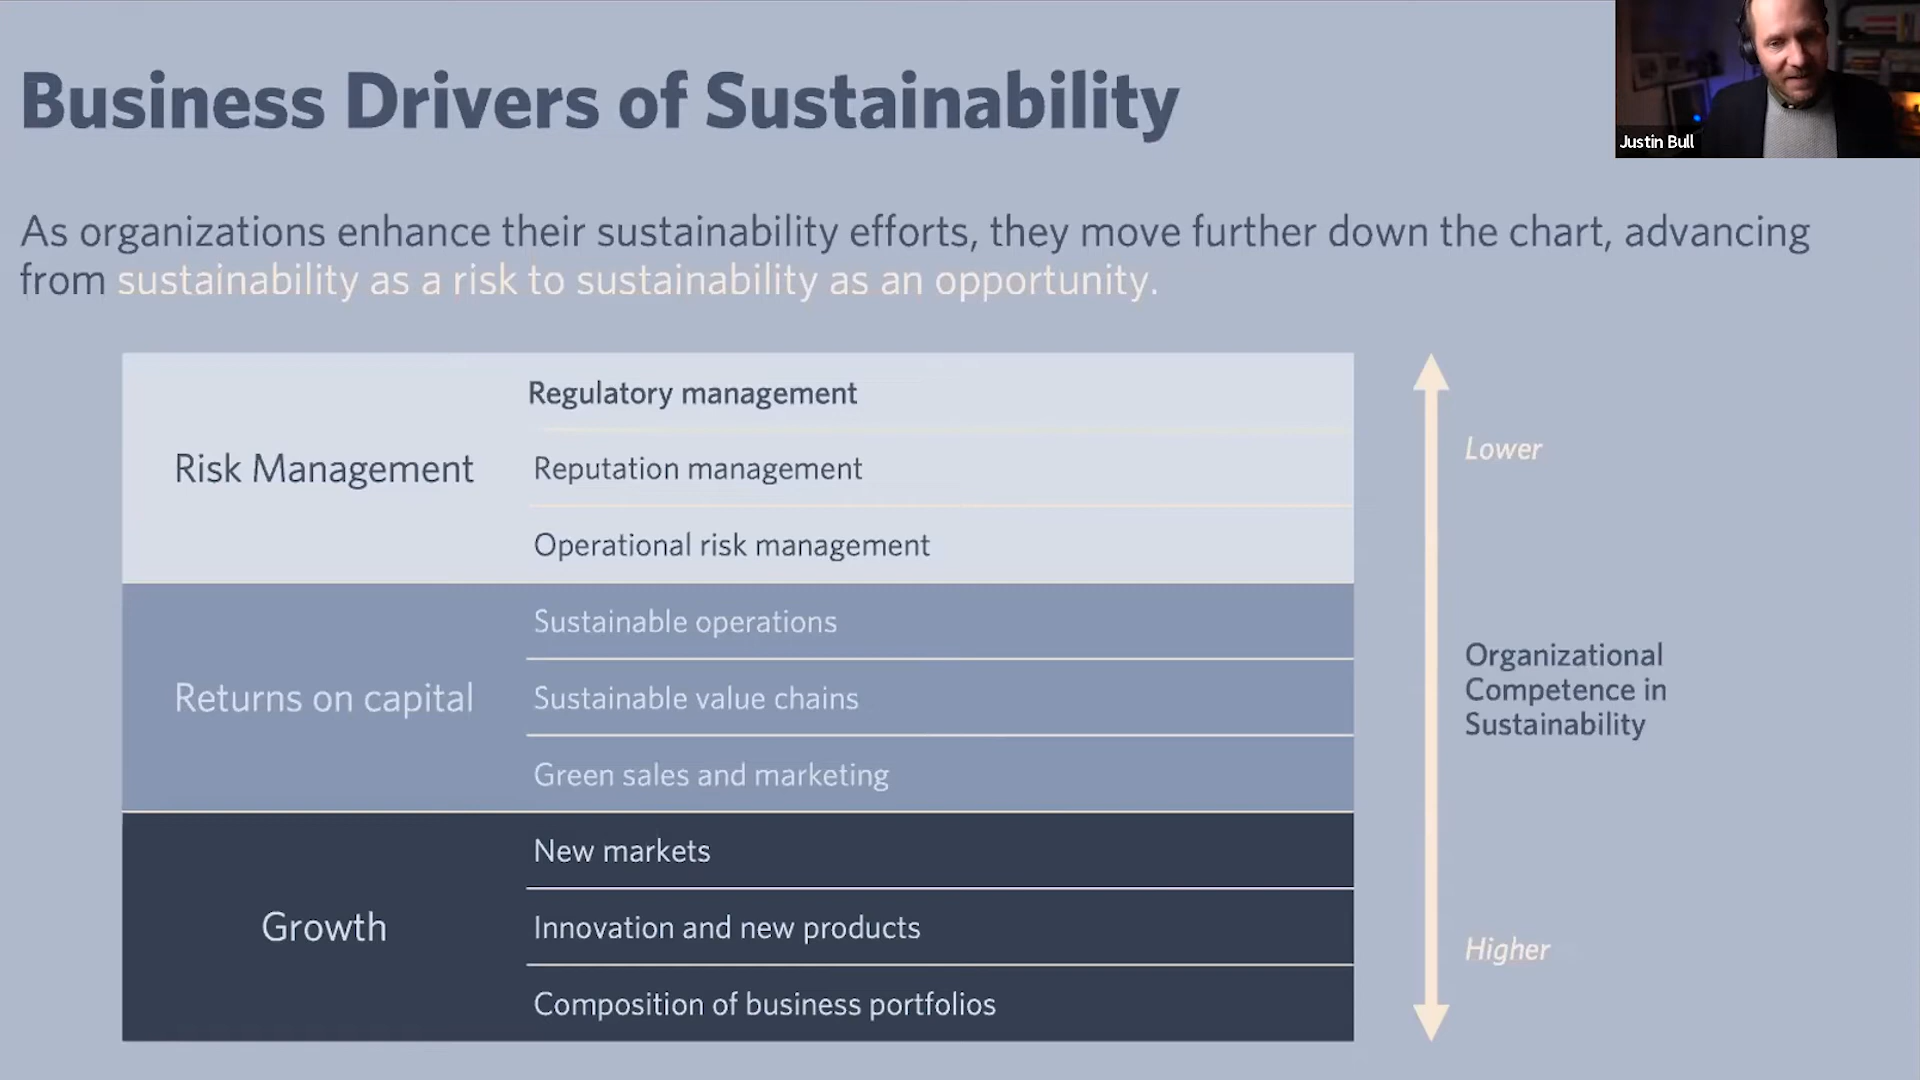 Business Drivers of Sustainability
Justin Bull
As organizations enhance their sustainability efforts, they move further down the chart, advancing
from sustainability as a risk to sustainability as an opportunity.
Risk Management
Regulatory management
Reputation management
Operational risk management
Returns on capital
Sustainable operations
Sustainable value chains
Green sales and marketing
Growth
New markets
Innovation and new products
Composition of business portfolios
Lower
Organizational
Competence in
Sustainability
Higher